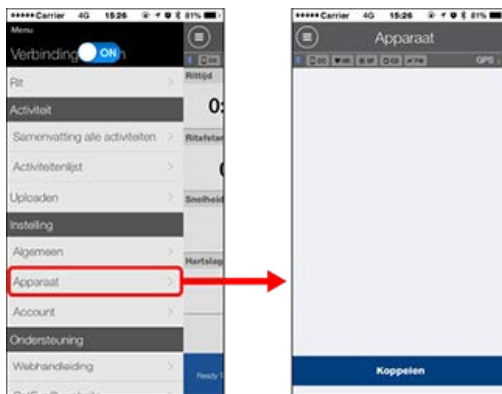 Carrier 4G 15:26 81%
Menu
Verbinding ON
Rit
Activiteit
Samenvatting alle activiteiten
Activiteitenlijst
Uploaden
Instelling
Algemeen
Apparaat
Account
Ondersteuning
Webhandleiding
Rittijd
0:
Ritafstan
Snelheid
Hartslag
Ready T
Carrier 4G 15:26 81%
Apparaat
GPS
Koppelen